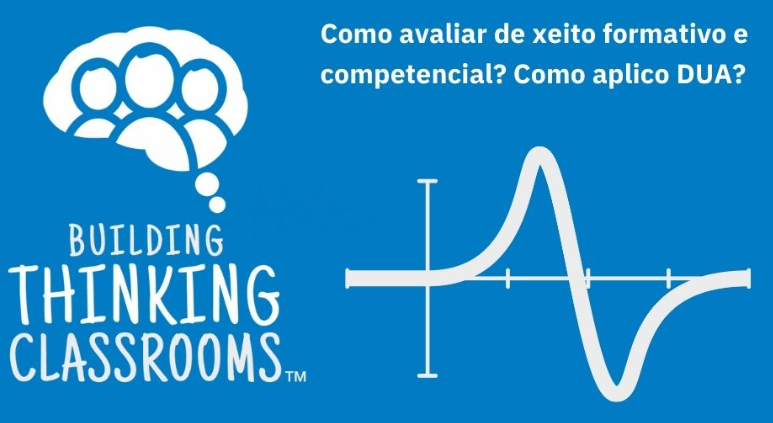 Como avaliar de xeito formativo e
competencial? Como aplico DUA?
BUILDING
THINKING
CLASSROOMS™